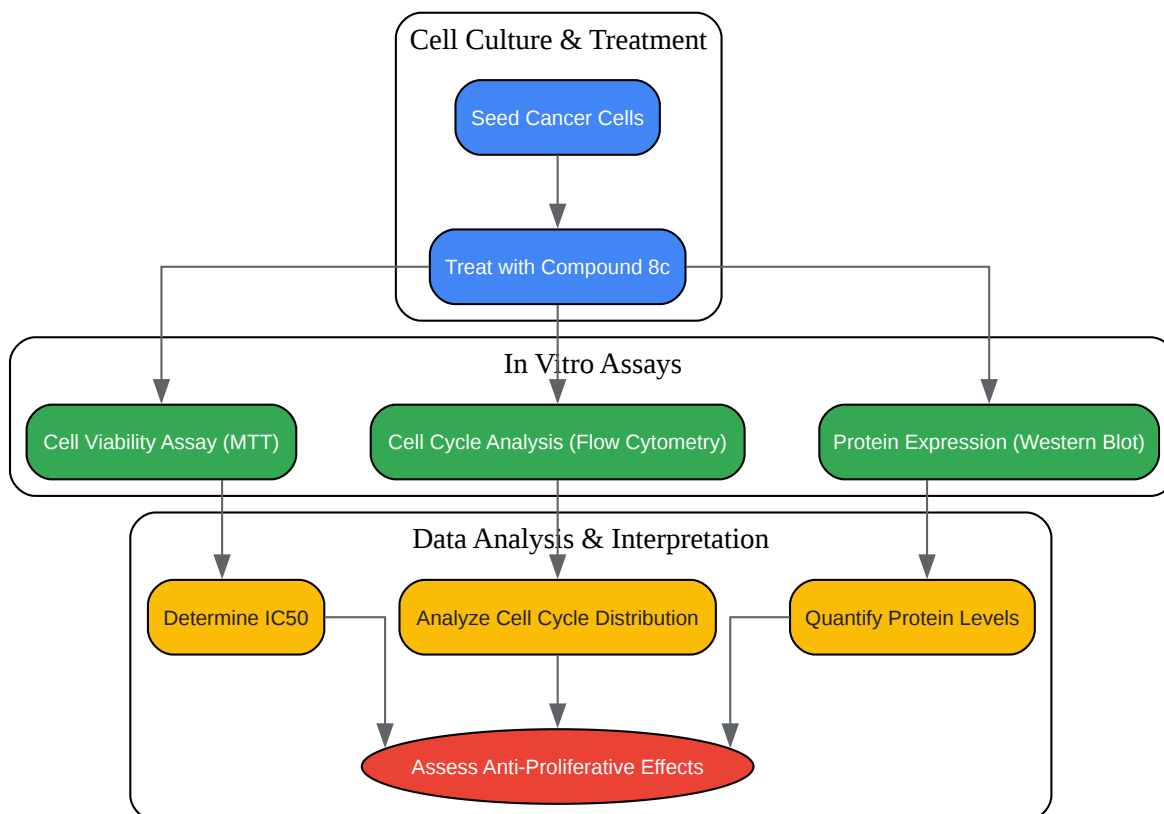 Cell Culture & Treatment
Seed Cancer Cells
Treat with Compound 8c
In Vitro Assays
Cell Viability Assay (MTT)
Cell Cycle Analysis (Flow Cytometry)
Protein Expression (Western Blot)
Data Analysis & Interpretation
Determine IC50
Analyze Cell Cycle Distribution
Quantify Protein Levels
Assess Anti-Proliferative Effects